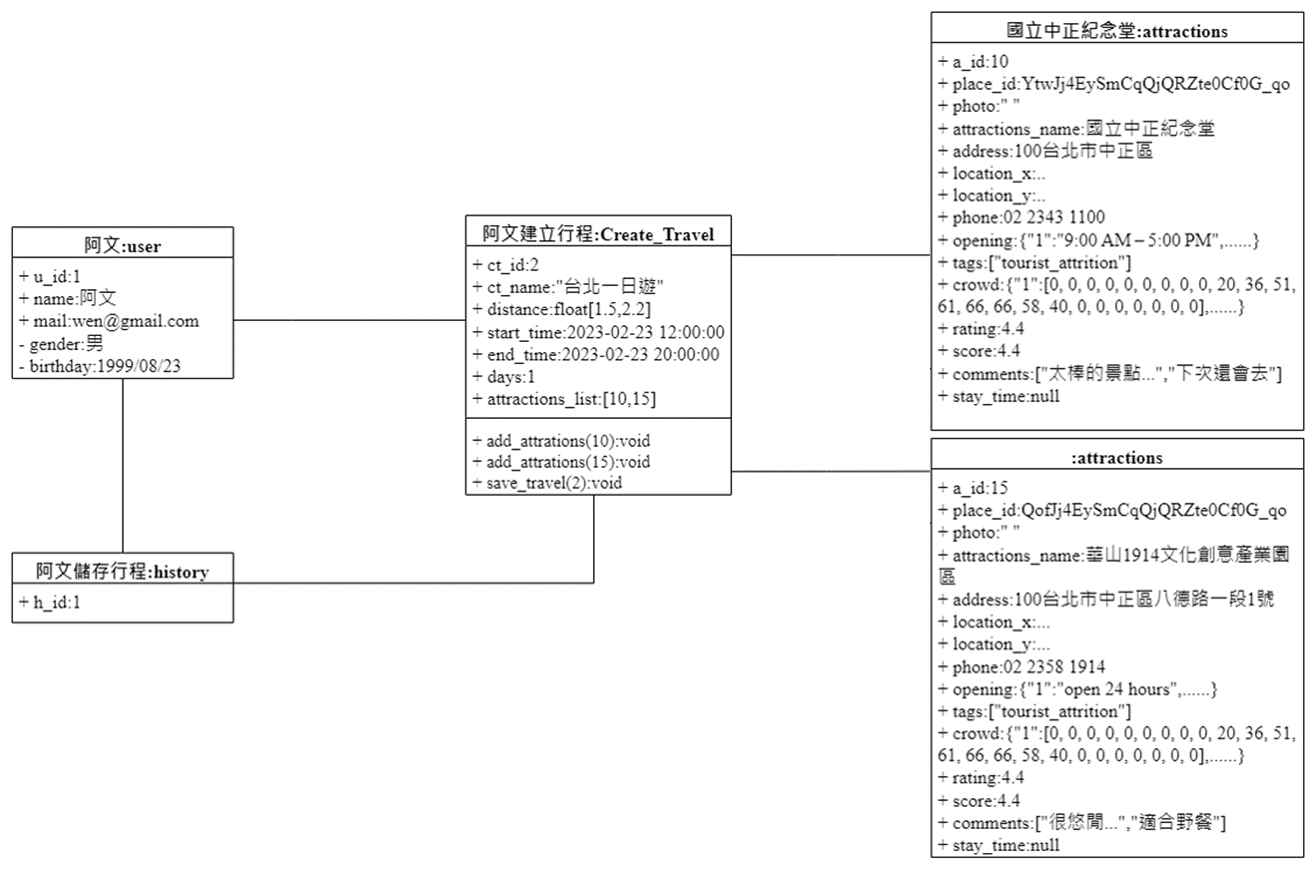 阿文:user
+ u_id:1
+ name:阿文
+ mail:wen@gmail.com
- gender:男
- birthday:1999/08/23
阿文儲存行程:history
+ h_id:1
阿文建立行程:Create_Travel
+ ct_id:2
+ ct_name:"台北一日遊"
+ distance:float[1.5,2.2]
+ start_time:2023-02-23 12:00:00
+ end_time:2023-02-23 20:00:00
+ days:1
+ attractions_list:[10,15]
+ add_attrations(10):void
+ add_attrations(15):void
+ save_travel(2):void
國立中正紀念堂:attractions
+ a_id:10
+ place_id:YtwJj4EySmCqQjQRZte0Cf0G_qo
+ photo:" "
+ attractions_name:國立中正紀念堂
+ address:100台北市中正區
+ location_x:..
+ location_y:..
+ phone:02 2343 1100
+ opening:{"1":"9:00 AM – 5:00 PM",......}
+ tags:["tourist_attrition"]
+ crowd:{"1":[0, 0, 0, 0, 0, 0, 0, 0, 0, 20, 36, 51,
61, 66, 66, 58, 40, 0, 0, 0, 0, 0, 0, 0],......}
+ rating:4.4
+ score:4.4
+ comments:["太棒的景點...","下次還會去"]
+ stay_time:null
:attractions
+ a_id:15
+ place_id:QofJj4EySmCqQjQRZte0Cf0G_qo
+ photo:" "
+ attractions_name:華山1914文化創意產業園
區
+ address:100台北市中正區八德路一段1號
+ location_x:...
+ location_y:...
+ phone:02 2358 1914
+ opening:{"1":"open 24 hours",......}
+ tags:["tourist_attrition"]
+ crowd:{"1":[0, 0, 0, 0, 0, 0, 0, 0, 0, 20, 36, 51,
61, 66, 66, 58, 40, 0, 0, 0, 0, 0, 0, 0],......}
+ rating:4.4
+ score:4.4
+ comments:["很悠閒...","適合野餐"]
+ stay_time:null